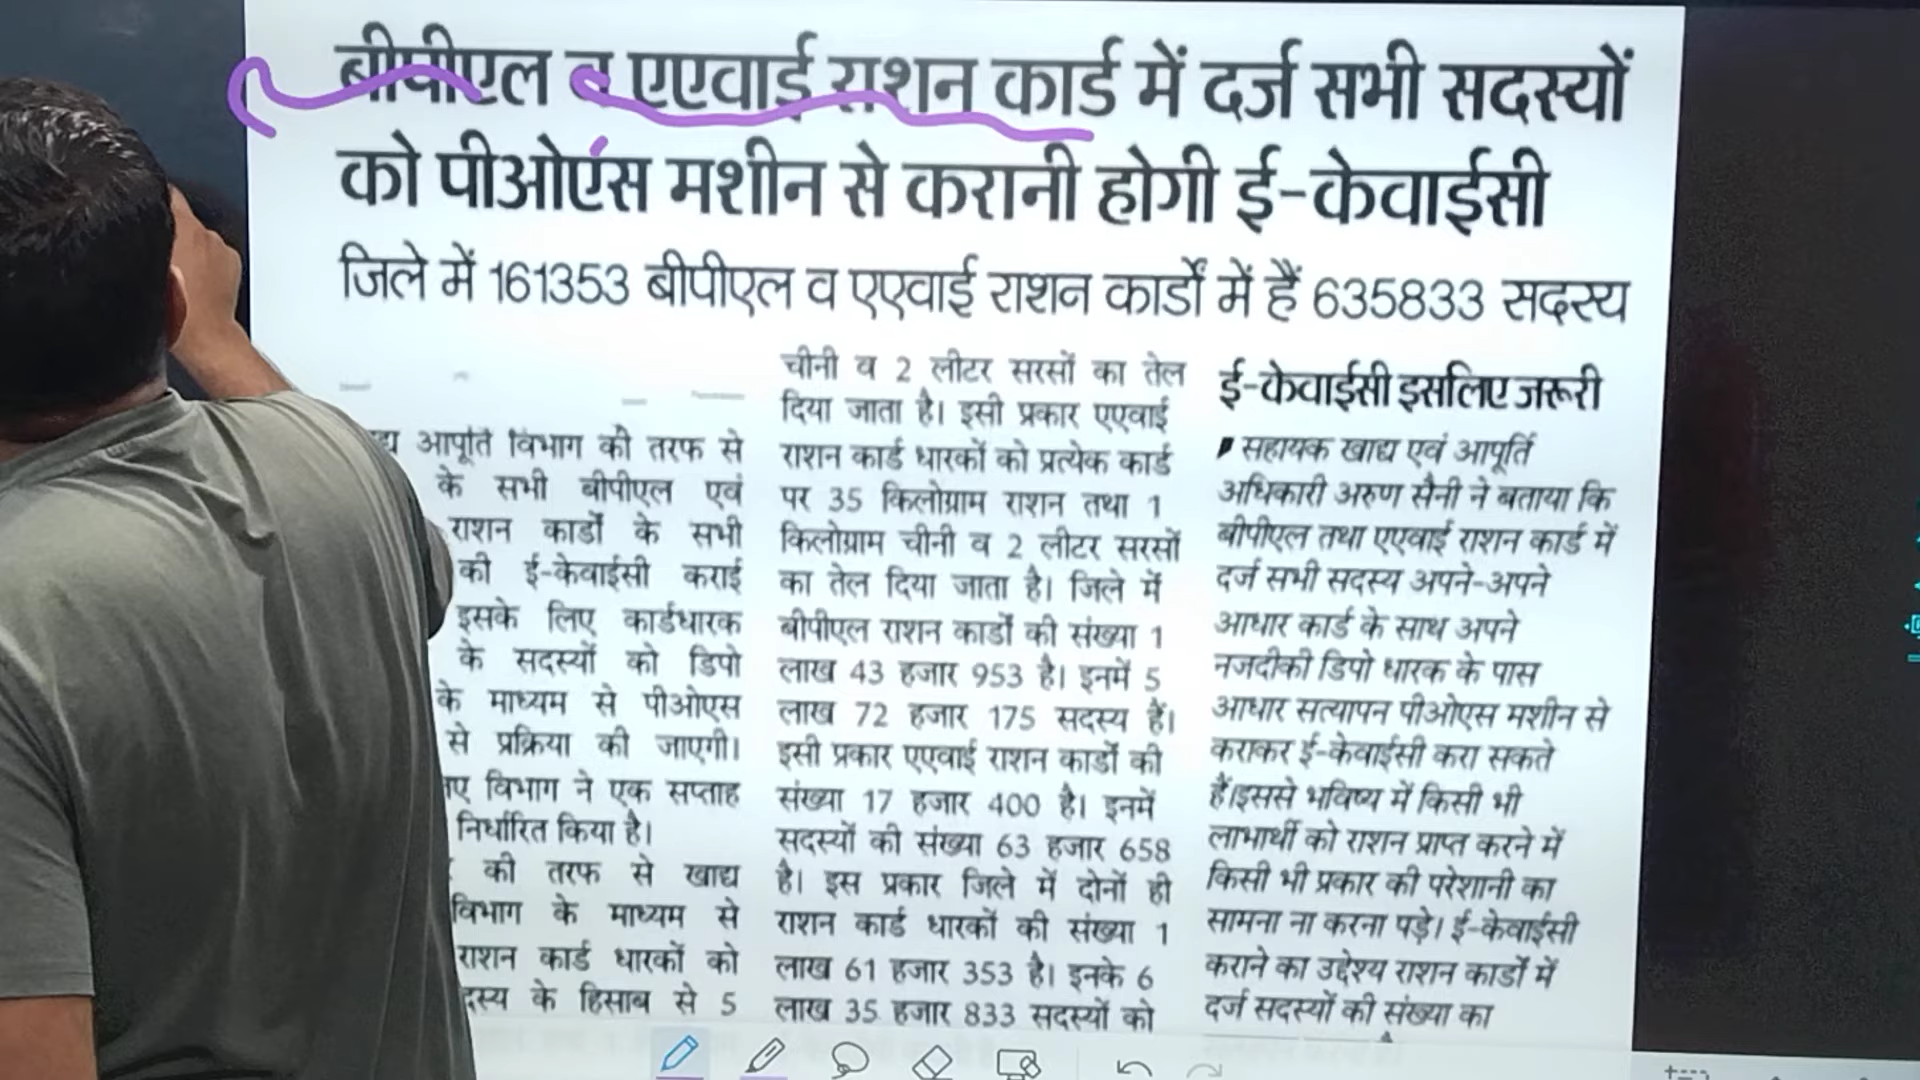 बीपीएल व एएवाई राशन कार्ड में दर्ज सभी सदस्यों
को पीओएस मशीन से करानी होगी ई-केवाईसी
जिले में 161353 बीपीएल व एएवाई राशन कार्डों में हैं 635833 सदस्य
आपूर्ति विभाग की तरफ से
के सभी बीपीएल एवं
राशन कार्डों के सभी
की ई-केवाईसी कराई
इसके लिए कार्डधारक
के सदस्यों को डिपो
के माध्यम से पीओएस
से प्रक्रिया की जाएगी।
विभाग ने एक सप्ताह
निर्धारित किया है।
की तरफ से खाद्य
विभाग के माध्यम से
राशन कार्ड धारकों को
के हिसाब से 5
चीनी व 2 लीटर सरसों का तेल
दिया जाता है। इसी प्रकार एएवाई
राशन कार्ड धारकों को प्रत्येक कार्ड
पर 35 किलोग्राम राशन तथा 1
किलोग्राम चीनी व 2 लीटर सरसों
का तेल दिया जाता है। जिले में
बीपीएल राशन कार्डों की संख्या 1
लाख 43 हजार 953 है। इनमें 5
लाख 72 हजार 175 सदस्य हैं।
इसी प्रकार एएवाई राशन कार्डों की
संख्या 17 हजार 400 है। इनमें
सदस्यों की संख्या 63 हजार 658
है। इस प्रकार जिले में दोनों ही
राशन कार्ड धारकों की संख्या 1
लाख 61 हजार 353 है। इनके 6
लाख 35 हजार 833 सदस्यों को
ई-केवाईसी इसलिए जरूरी
सहायक खाद्य एवं आपूर्ति
अधिकारी अरुण सैनी ने बताया कि
बीपीएल तथा एएवाई राशन कार्ड में
दर्ज सभी सदस्य अपने-अपने
आधार कार्ड के साथ अपने
नजदीकी डिपो धारक के पास
आधार सत्यापन पीओएस मशीन से
कराकर ई-केवाईसी करा सकते
हैं।इससे भविष्य में किसी भी
लाभार्थी को राशन प्राप्त करने में
किसी भी प्रकार की परेशानी का
सामना ना करना पड़े। ई-केवाईसी
कराने का उद्देश्य राशन कार्डों में
दर्ज सदस्यों की संख्या का